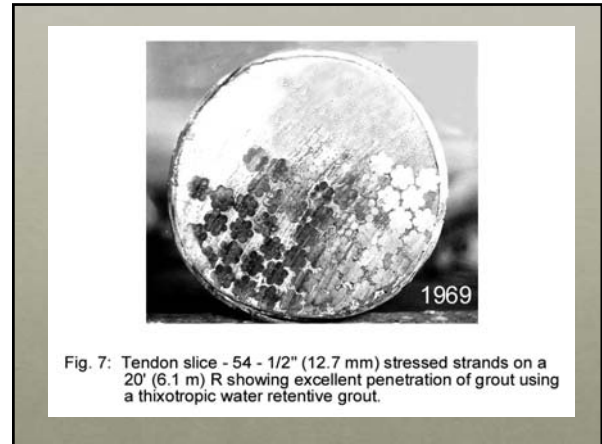 1969
Fig. 7: Tendon slice - 54 - 1/2" (12.7 mm) stressed strands on a
20' (6.1 m) R showing excellent penetration of grout using
a thixotropic water retentive grout.